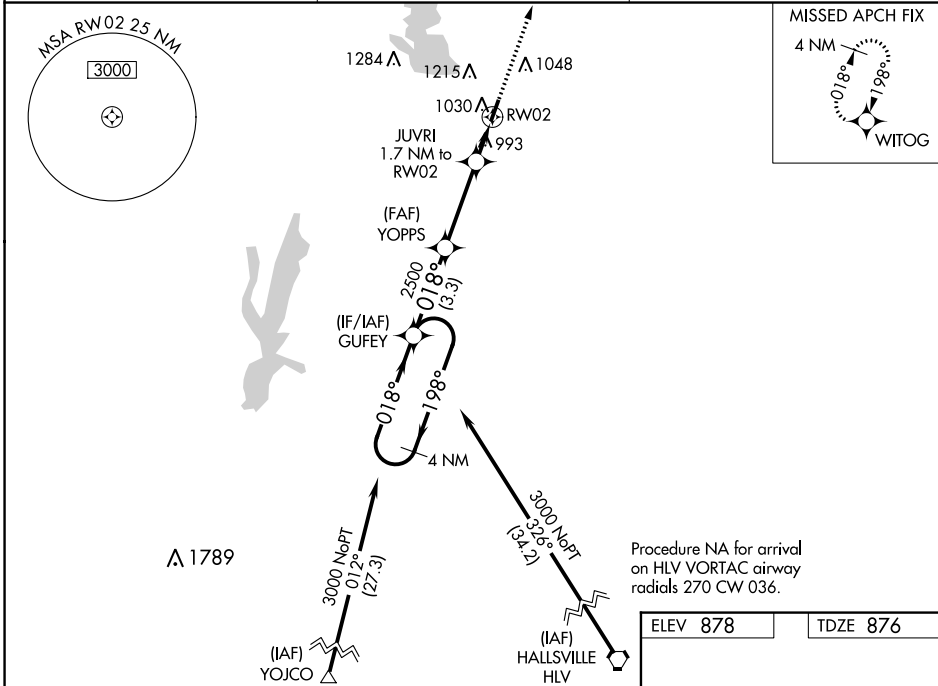 MSA RW02 25 NM
3000
1284
1215
1048
1030
RW02
993
JUVRI
1.7 NM to
RW02
(FAF)
YOPPS
2500
018°
(3.3)
(IF/IAF)
GUFEY
018°
198°
4 NM
MISSED APCH FIX
4 NM
018°
198°
WITOG
1789
3000 NoPT
012°
(27.3)
3000 NoPT
326°
(34.2)
(IAF)
YOJCO
(IAF)
HALLSVILLE
HLV
Procedure NA for arrival
on HLV VORTAC airway
radials 270 CW 036.
ELEV 878
TDZE 876